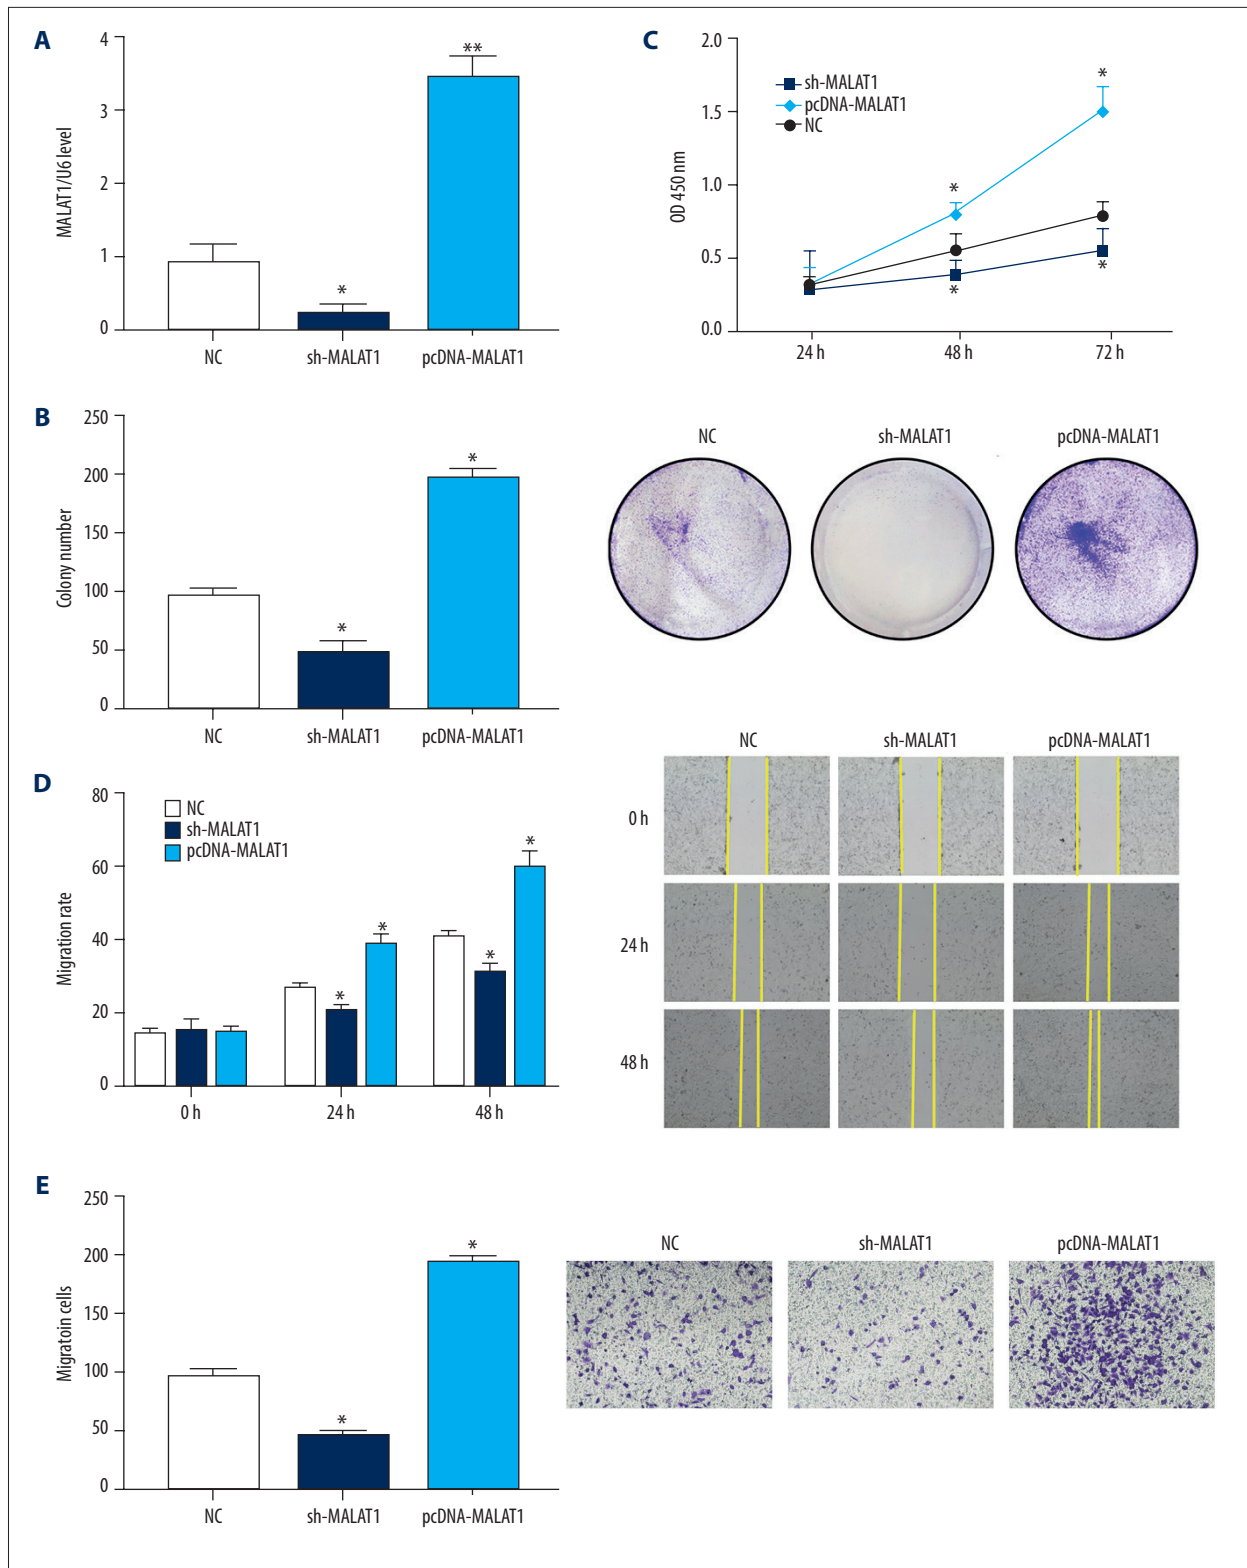 A
MALAT1/U6 level
4
3
2
1
0
**
*
NC
sh-MALAT1
pcDNA-MALAT1
C
OD 450 nm
2.0
1.5
1.0
0.5
0.0
sh-MALAT1
pcDNA-MALAT1
NC
*
*
*
*
24 h
48 h
72 h
B
Colony number
250
200
150
100
50
0
*
*
NC
sh-MALAT1
pcDNA-MALAT1
NC
sh-MALAT1
pcDNA-MALAT1
D
Migration rate
80
60
40
20
0
NC
sh-MALAT1
pcDNA-MALAT1
*
*
*
*
0 h
24 h
48 h
NC
sh-MALAT1
pcDNA-MALAT1
0 h
24 h
48 h
E
Migratoin cells
250
200
150
100
50
0
*
*
NC
sh-MALAT1
pcDNA-MALAT1
NC
sh-MALAT1
pcDNA-MALAT1